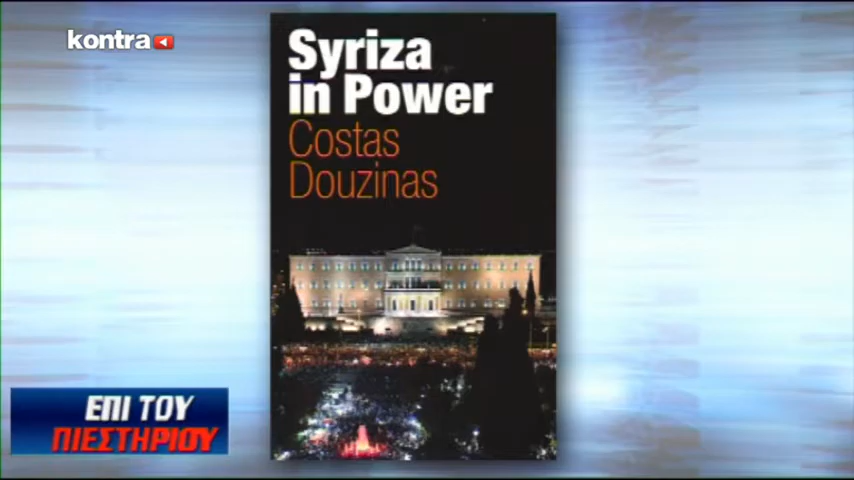 kontra
Syriza
in Power
Costas
Douzinas
ΕΠΙ ΤΟΥ
ΠΙΕΣΤΗΡΙΟΥ